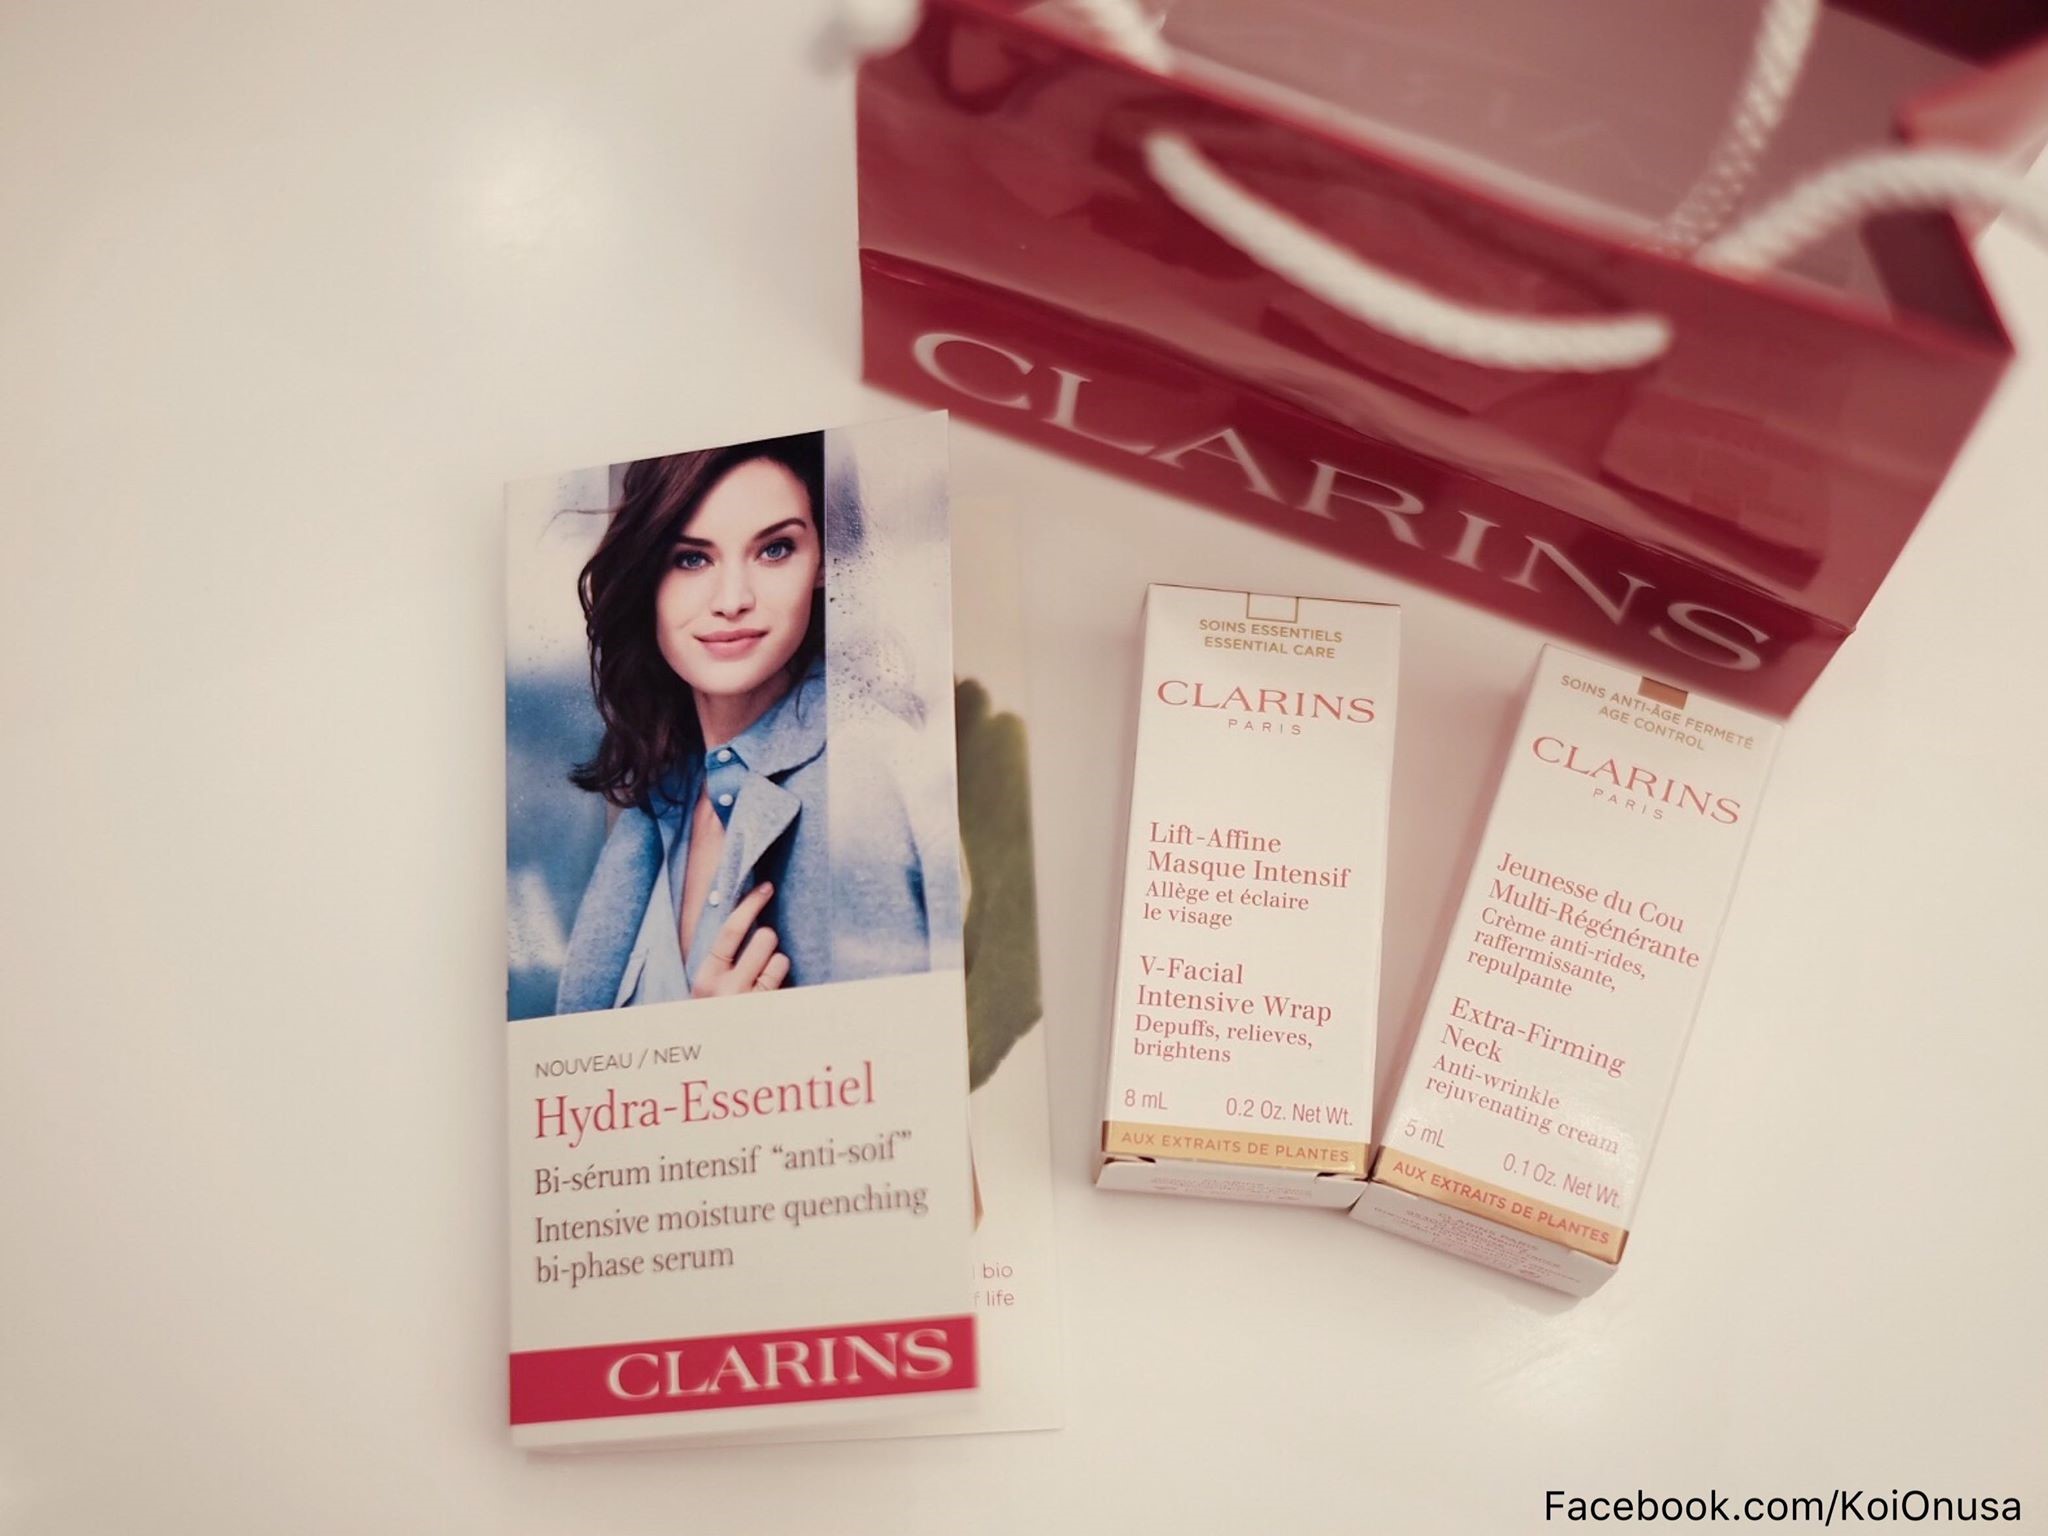 CLARINS
NOUVEAU / NEW
Hydra-Essentiel
Bi-sérum intensif “anti-soif”
Intensive moisture quenching
bi-phase serum
CLARINS
bio
life
SOINS ESSENTIELS
ESSENTIAL CARE
CLARINS
PARIS
Lift-Affine
Masque Intensif
Allège et éclaire
le visage
V-Facial
Intensive Wrap
Depuffs, relieves,
brightens
8 mL 0.2 Oz. Net Wt.
AUX EXTRAITS DE PLANTES
SOINS ANTI-ÂGE FERMETÉ
AGE CONTROL
CLARINS
PARIS
Jeunesse du Cou
Multi-Régénérante
Crème anti-rides,
raffermissante,
repulpante
Extra-Firming
Neck
Anti-wrinkle
rejuvenating cream
5 mL 0.1 Oz. Net Wt.
AUX EXTRAITS DE PLANTES
CLARINS PARIS
Facebook.com/KoiOnusa